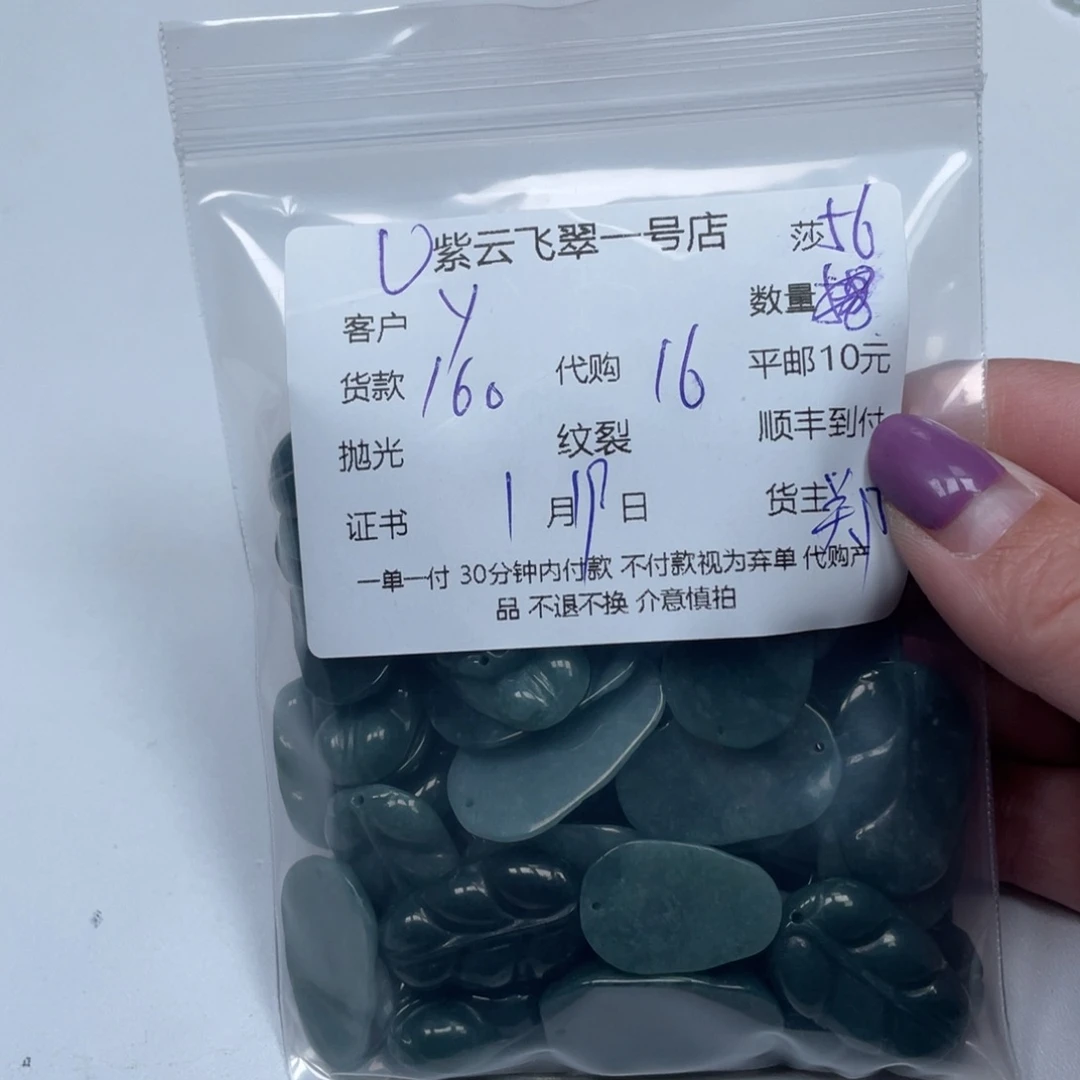 U紫云飞翠一号店 莎56
客户 y 数量
货款 160 代购 16 平邮10元
抛光 纹裂 顺丰到付
证书 1月19日 货主郑
一单一付 30分钟内付款 不付款视为弃单 代购产
品 不退不换 介意慎拍